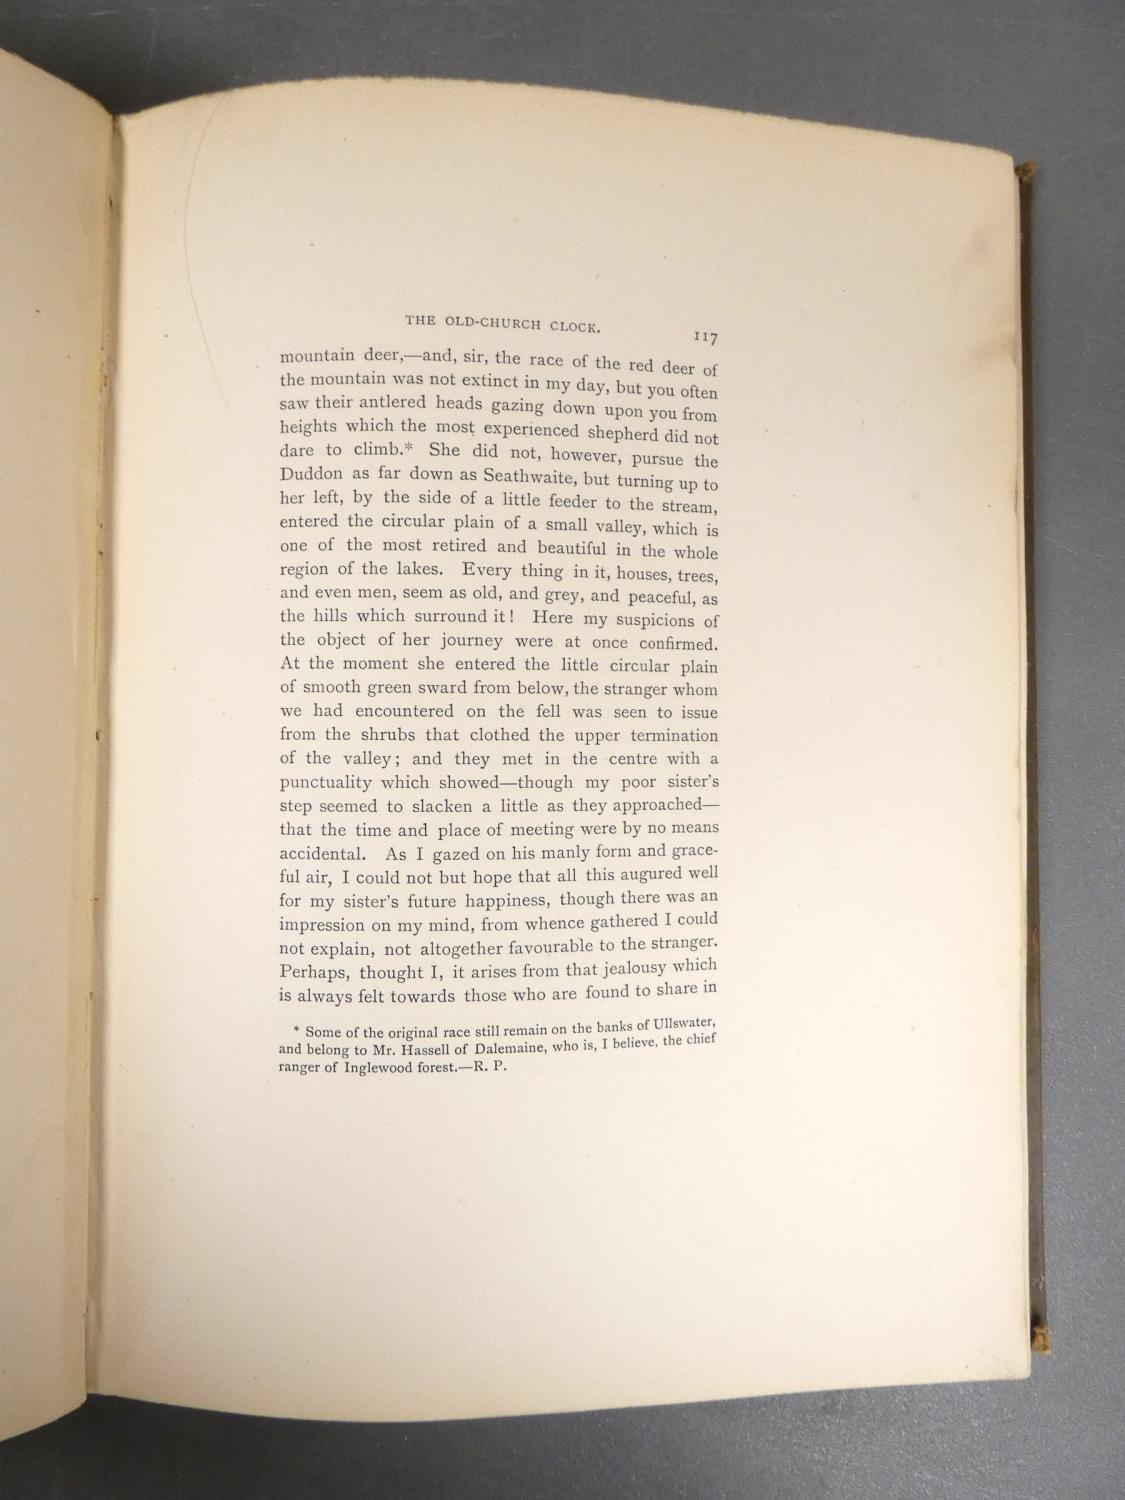 THE OLD-CHURCH CLOCK. 117
mountain deer,—and, sir, the race of the red deer of
the mountain was not extinct in my day, but you often
saw their antlered heads gazing down upon you from
heights which the most experienced shepherd did not
dare to climb.* She did not, however, pursue the
Duddon as far down as Seathwaite, but turning up to
her left, by the side of a little feeder to the stream,
entered the circular plain of a small valley, which is
one of the most retired and beautiful in the whole
region of the lakes. Every thing in it, houses, trees,
and even men, seem as old, and grey, and peaceful, as
the hills which surround it! Here my suspicions of
the object of her journey were at once confirmed.
At the moment she entered the little circular plain
of smooth green sward from below, the stranger whom
we had encountered on the fell was seen to issue
from the shrubs that clothed the upper termination
of the valley; and they met in the centre with a
punctuality which showed—though my poor sister's
step seemed to slacken a little as they approached—
that the time and place of meeting were by no means
accidental. As I gazed on his manly form and grace-
ful air, I could not but hope that all this augured well
for my sister's future happiness, though there was an
impression on my mind, from whence gathered I could
not explain, not altogether favourable to the stranger.
Perhaps, thought I, it arises from that jealousy which
is always felt towards those who are found to share in
* Some of the original race still remain on the banks of Ullswater,
and belong to Mr. Hassell of Dalemaine, who is, I believe, the chief
ranger of Inglewood forest.—R. P.